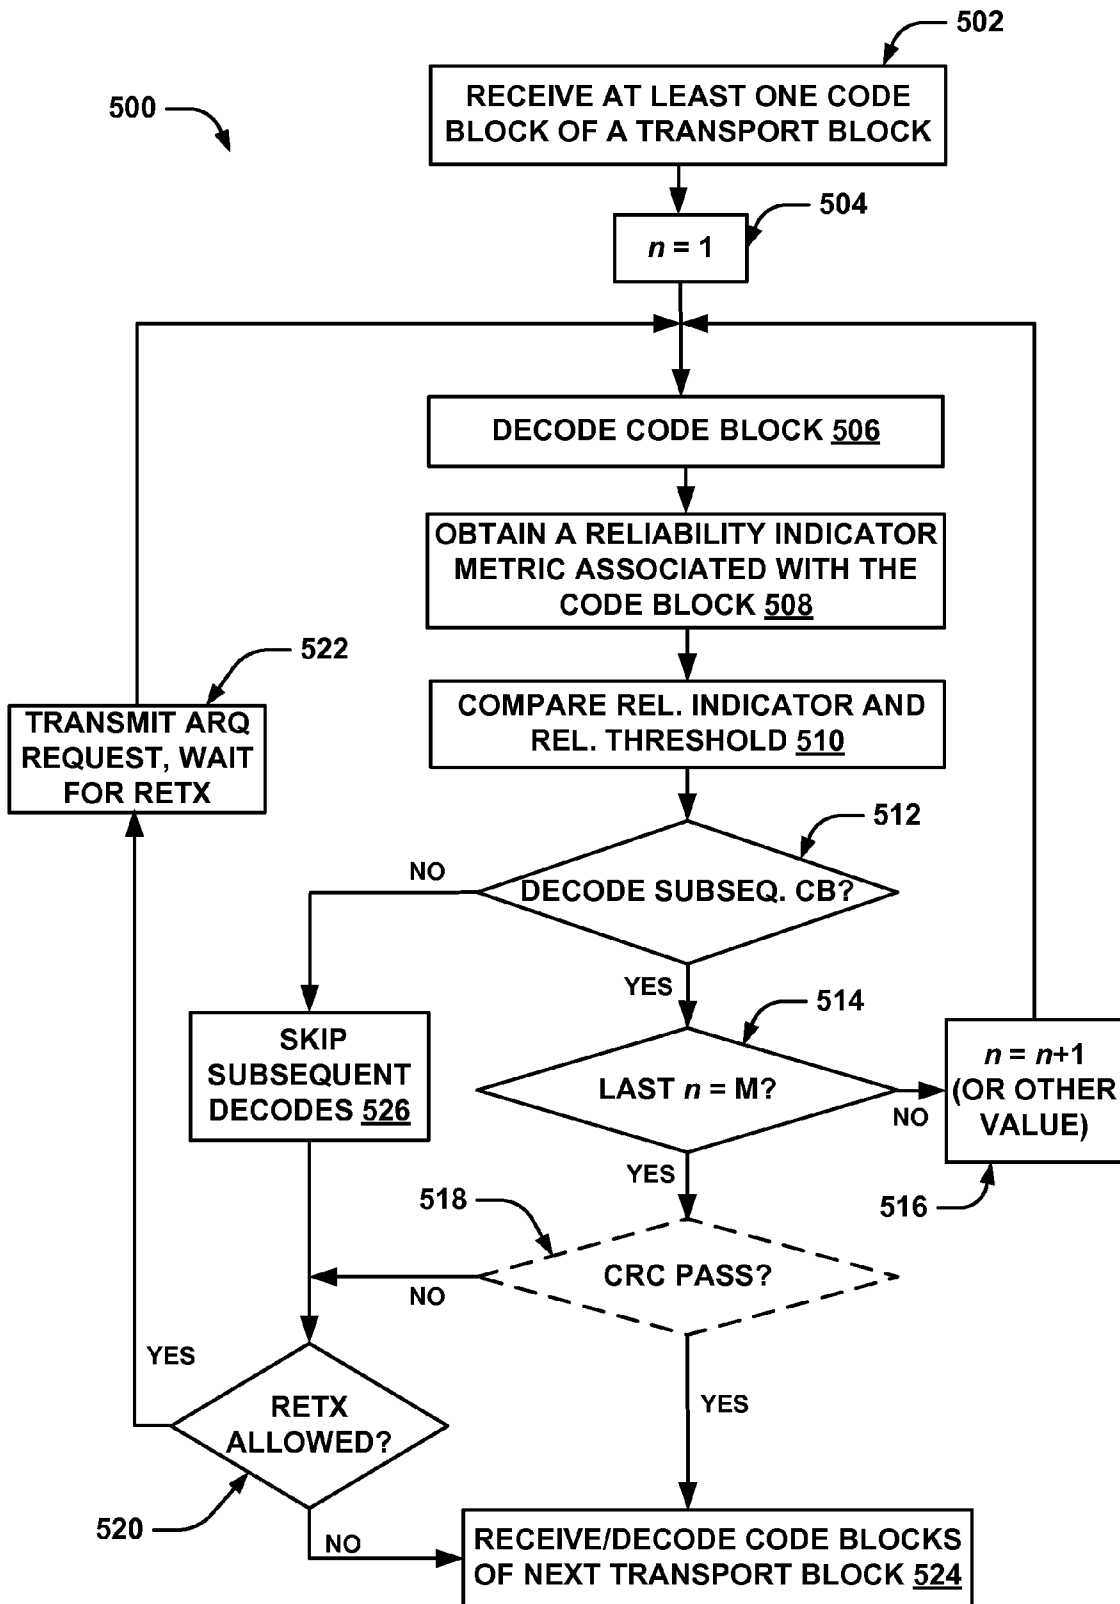 502
RECEIVE AT LEAST ONE CODE
BLOCK OF A TRANSPORT BLOCK
500
504
n = 1
DECODE CODE BLOCK 506
OBTAIN A RELIABILITY INDICATOR
METRIC ASSOCIATED WITH THE
CODE BLOCK 508
522
TRANSMIT ARQ
REQUEST, WAIT
FOR RETX
COMPARE REL. INDICATOR AND
REL. THRESHOLD 510
512
NO
DECODE SUBSEQ. CB?
YES
514
SKIP
SUBSEQUENT
DECODES 526
LAST n = M?
NO
n = n+1
(OR OTHER
VALUE)
YES
516
518
CRC PASS?
NO
YES
RETX
ALLOWED?
YES
520
NO
RECEIVE/DECODE CODE BLOCKS
OF NEXT TRANSPORT BLOCK 524